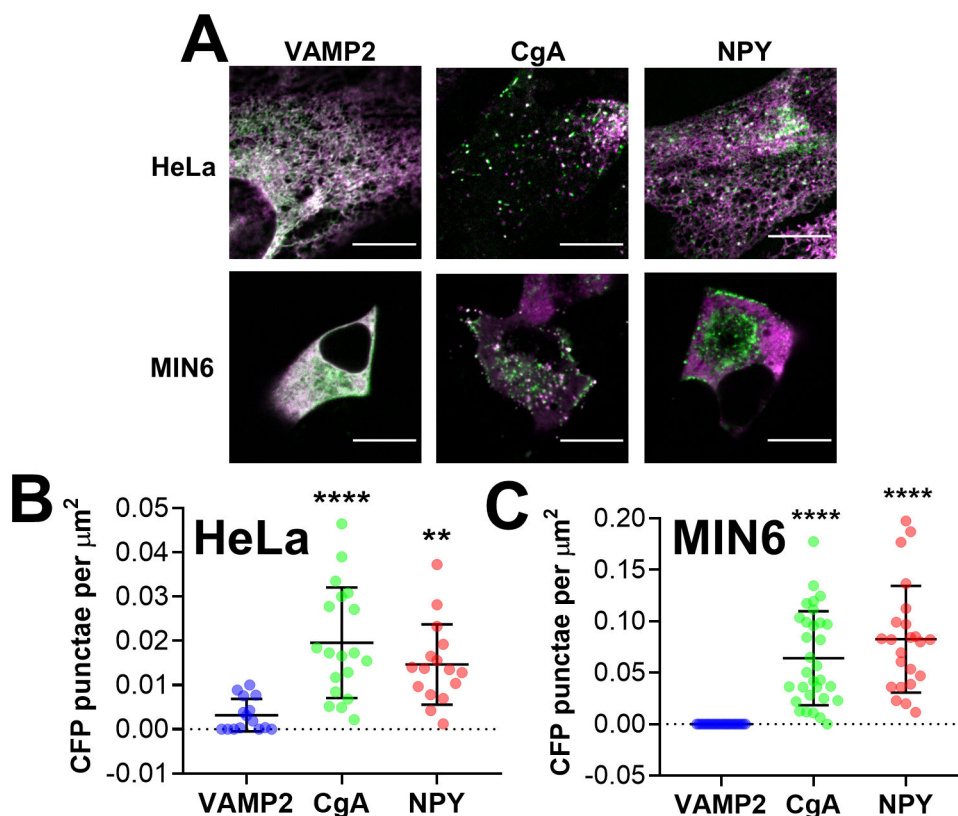 A
VAMP2 CgA NPY
HeLa
MIN6
B
HeLa
CFP punctae per μm2
0.05
0.04
0.03
0.02
0.01
0.00
-0.01
**** **
VAMP2 CgA NPY
C
MIN6
CFP punctae per μm2
0.20
0.15
0.10
0.05
0.00
-0.05
**** ****
VAMP2 CgA NPY